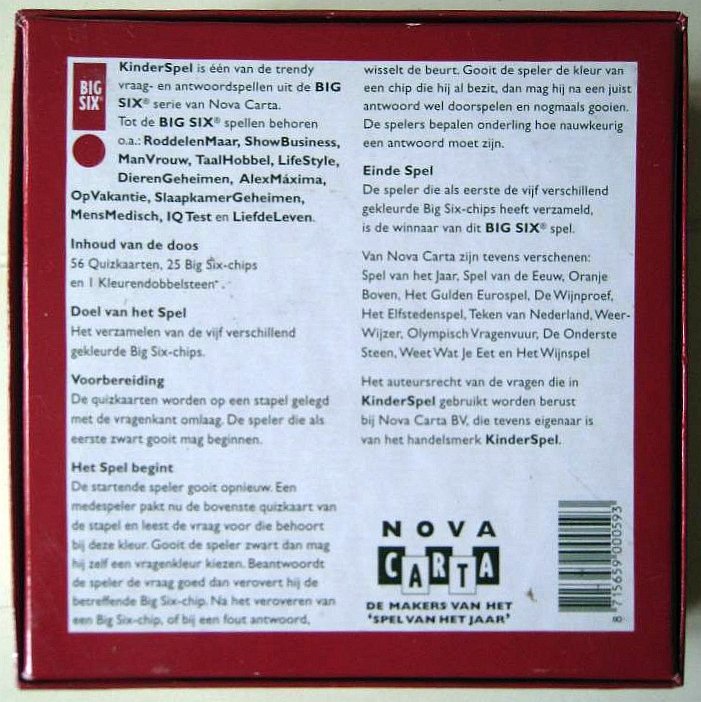 BIG
SIX®
KinderSpel is één van de trendy
vraag- en antwoordspellen uit de BIG
SIX® serie van Nova Carta.
Tot de BIG SIX® spellen behoren
o.a.: RoddelenMaar, ShowBusiness,
ManVrouw, TaalHobbel, LifeStyle,
DierenGeheimen, AlexMáxima,
OpVakantie, SlaapkamerGeheimen,
MensMedisch, IQ Test en LiefdeLeven.
Inhoud van de doos
56 Quizkaarten, 25 Big Six-chips
en 1 Kleurendobbelsteen.
Doel van het Spel
Het verzamelen van de vijf verschillend
gekleurde Big Six-chips.
Voorbereiding
De quizkaarten worden op een stapel gelegd
met de vragenkant omlaag. De speler die als
eerste zwart gooit mag beginnen.
Het Spel begint
De startende speler gooit opnieuw. Een
medespeler pakt nu de bovenste quizkaart van
de stapel en leest de vraag voor die behoort
bij deze kleur. Gooit de speler zwart dan mag
hij zelf een vragenkleur kiezen. Beantwoordt
de speler de vraag goed dan verovert hij de
betreffende Big Six-chip. Na het veroveren van
een Big Six-chip, of bij een fout antwoord,
wisselt de beurt. Gooit de speler de kleur van
een chip die hij al bezit, dan mag hij na een juist
antwoord wel doorspelen en nogmaals gooien.
De spelers bepalen onderling hoe nauwkeurig
een antwoord moet zijn.
Einde Spel
De speler die als eerste de vijf verschillend
gekleurde Big Six-chips heeft verzameld,
is de winnaar van dit BIG SIX® spel.
Van Nova Carta zijn tevens verschenen:
Spel van het Jaar, Spel van de Eeuw, Oranje
Boven, Het Gulden Eurospel, De Wijnproef,
Het Elfstedenspel, Teken van Nederland, Weer-
Wijzer, Olympisch Vragenvuur, De Onderste
Steen, Weet Wat Je Eet en Het Wijnspel
Het auteursrecht van de vragen die in
KinderSpel gebruikt worden berust
bij Nova Carta BV, die tevens eigenaar is
van het handelsmerk KinderSpel.
NOVA
CARTA
DE MAKERS VAN HET
'SPEL VAN HET JAAR'
8 715659 000593